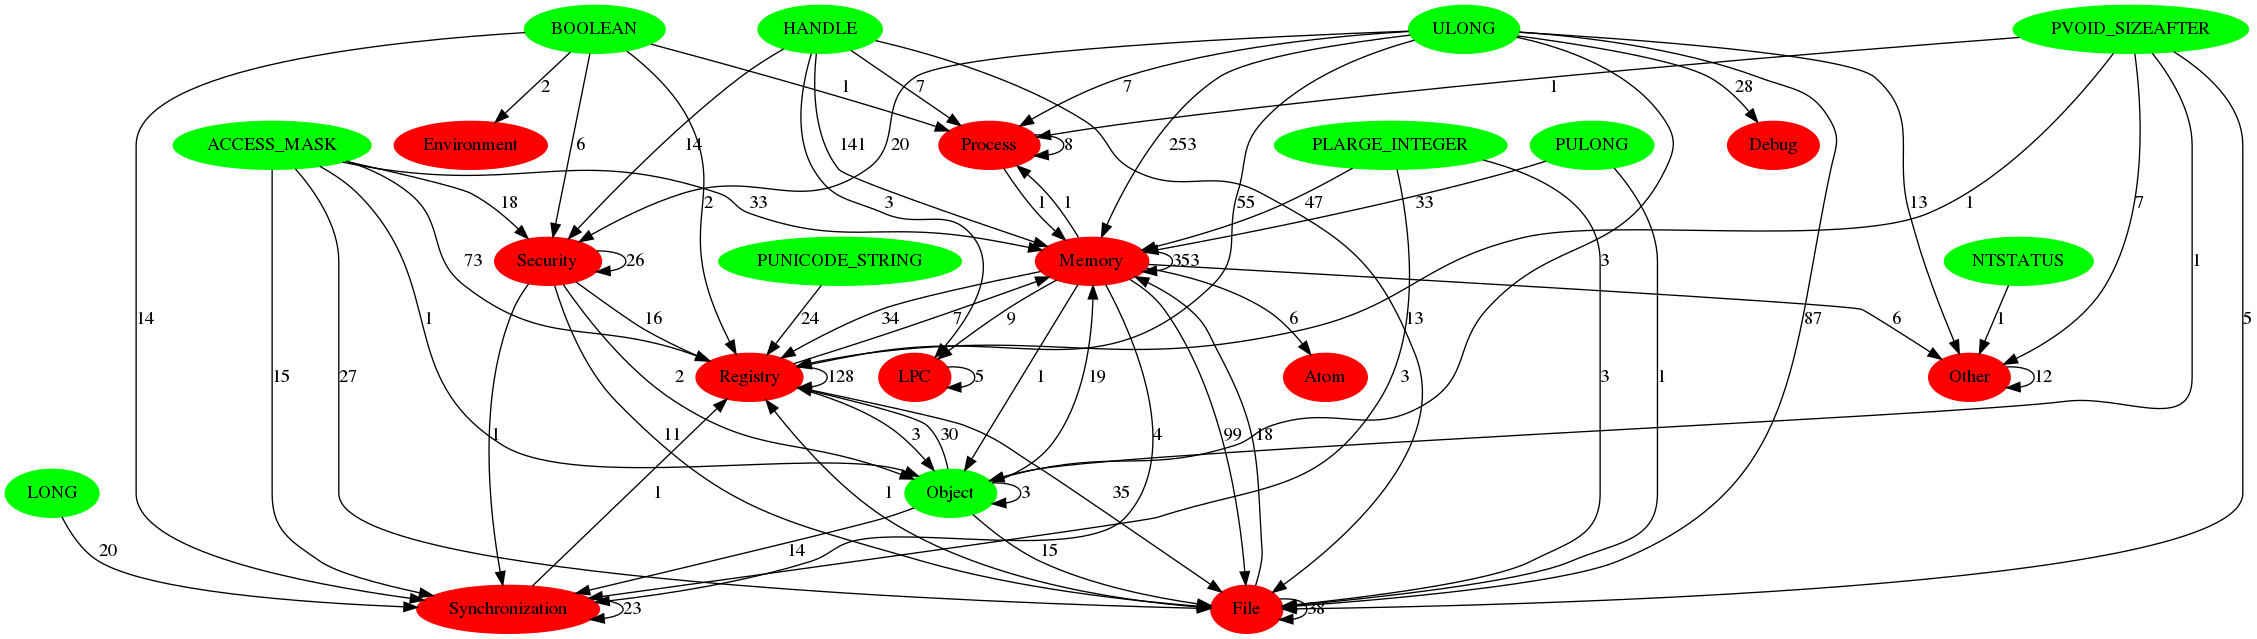 BOOLEAN HANDLE ULONG PVOID_SIZEAFTER
2 1 7 7 28 1
ACCESS_MASK Environment 6 14 141 20 Process 8 253 PLARGE_INTEGER PULONG Debug
18 33 2 3 1 1 47 33 55 13 1 7
73 Security 26 PUNICODE_STRING Memory 353 3 1 NTSTATUS
14 1 16 24 34 7 9 6 13 87 6 1 5
15 27 2 Registry 128 LPC 5 1 19 Atom 3 3 1 Other 12
1 11 3 30 4 99 18
LONG 1 1 Object 3 35
20 14 15
Synchronization 23 File 38